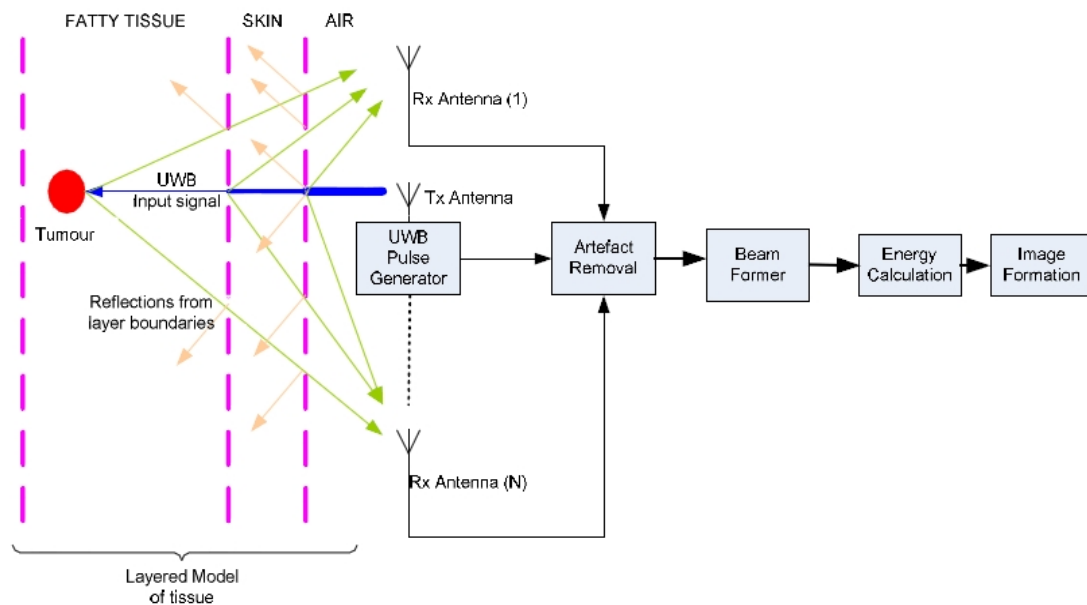 FATTY TISSUE
SKIN
AIR
Rx Antenna (1)
UWB
Input signal
Tx Antenna
Tumour
UWB
Pulse
Generator
Artefact
Removal
Beam
Former
Energy
Calculation
Image
Formation
Reflections from
layer boundaries
Rx Antenna (N)
Layered Model
of tissue